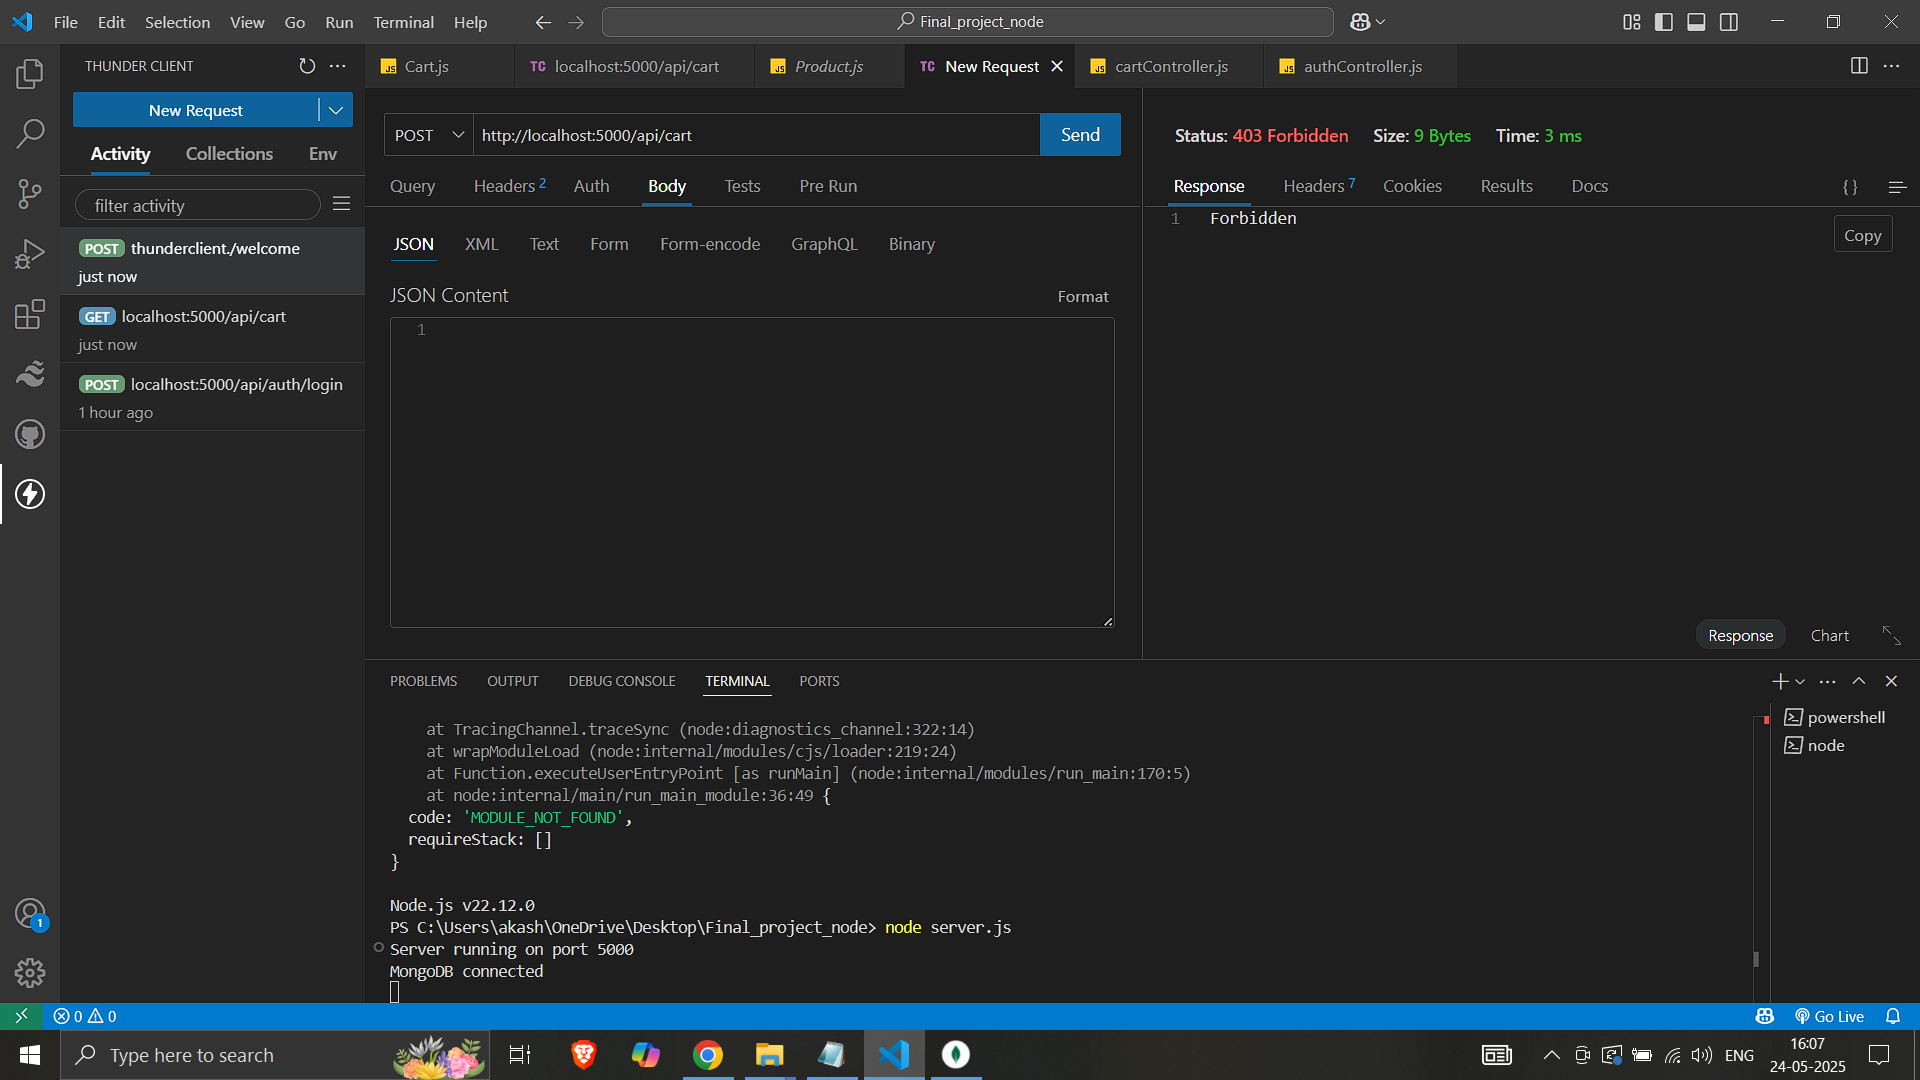 File Edit Selection View Go Run Terminal Help
Final_project_node
THUNDER CLIENT
New Request
Activity Collections Env
filter activity
POST thunderclient./welcome
just now
GET localhost:5000/api/cart
just now
POST localhost:5000/api/auth/login
1 hour ago
JS Cart.js
TC localhost:5000/api/cart
JS Product.js
TC New Request
JS cartController.js
JS authController.js
POST http://localhost:5000/api/cart Send
Query Headers 2 Auth Body Tests Pre Run
JSON XML Text Form Form-encode GraphQL Binary
JSON Content Format
1
Status: 403 Forbidden Size: 9 Bytes Time: 3 ms
Response Headers 7 Cookies Results Docs {}
1 Forbidden
Copy
Response Chart
PROBLEMS OUTPUT DEBUG CONSOLE TERMINAL PORTS
at TracingChannel.traceSync (node:diagnostics_channel:322:14)
at wrapModuleLoad (node:internal/modules/cjs/loader:219:24)
at Function.executeUserEntryPoint [as runMain] (node:internal/modules/run_main:170:5)
at node:internal/main/run_main_module:36:49 {
code: 'MODULE_NOT_FOUND',
requireStack: []
}
Node.js v22.12.0
PS C:\Users\akash\OneDrive\Desktop\Final_project_node> node server.js
Server running on port 5000
MongoDB connected
powershell
node
1
0 0
Go Live
Type here to search
ENG
16:07
24-05-2025